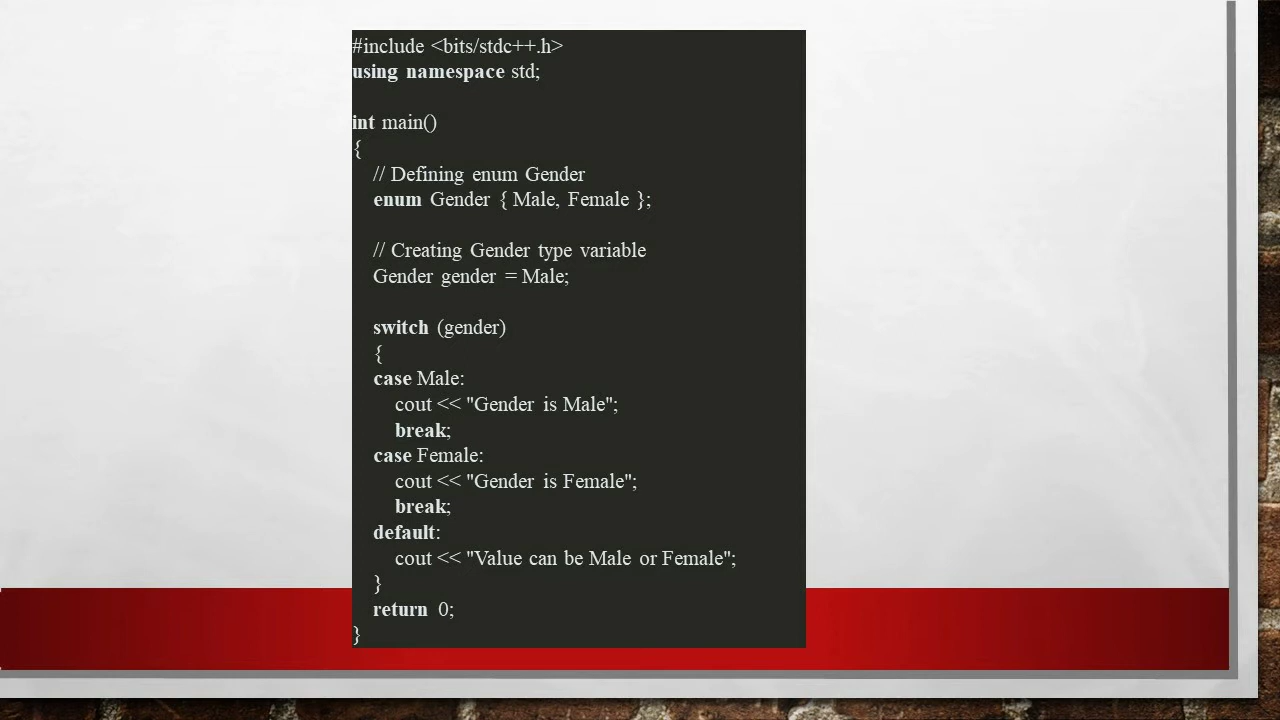 #include <bits/stdc++.h>
using namespace std;
int main()
{
// Defining enum Gender
enum Gender { Male, Female };
// Creating Gender type variable
Gender gender = Male;
switch (gender)
{
case Male:
cout << "Gender is Male";
break;
case Female:
cout << "Gender is Female";
break;
default:
cout << "Value can be Male or Female";
}
return 0;
}